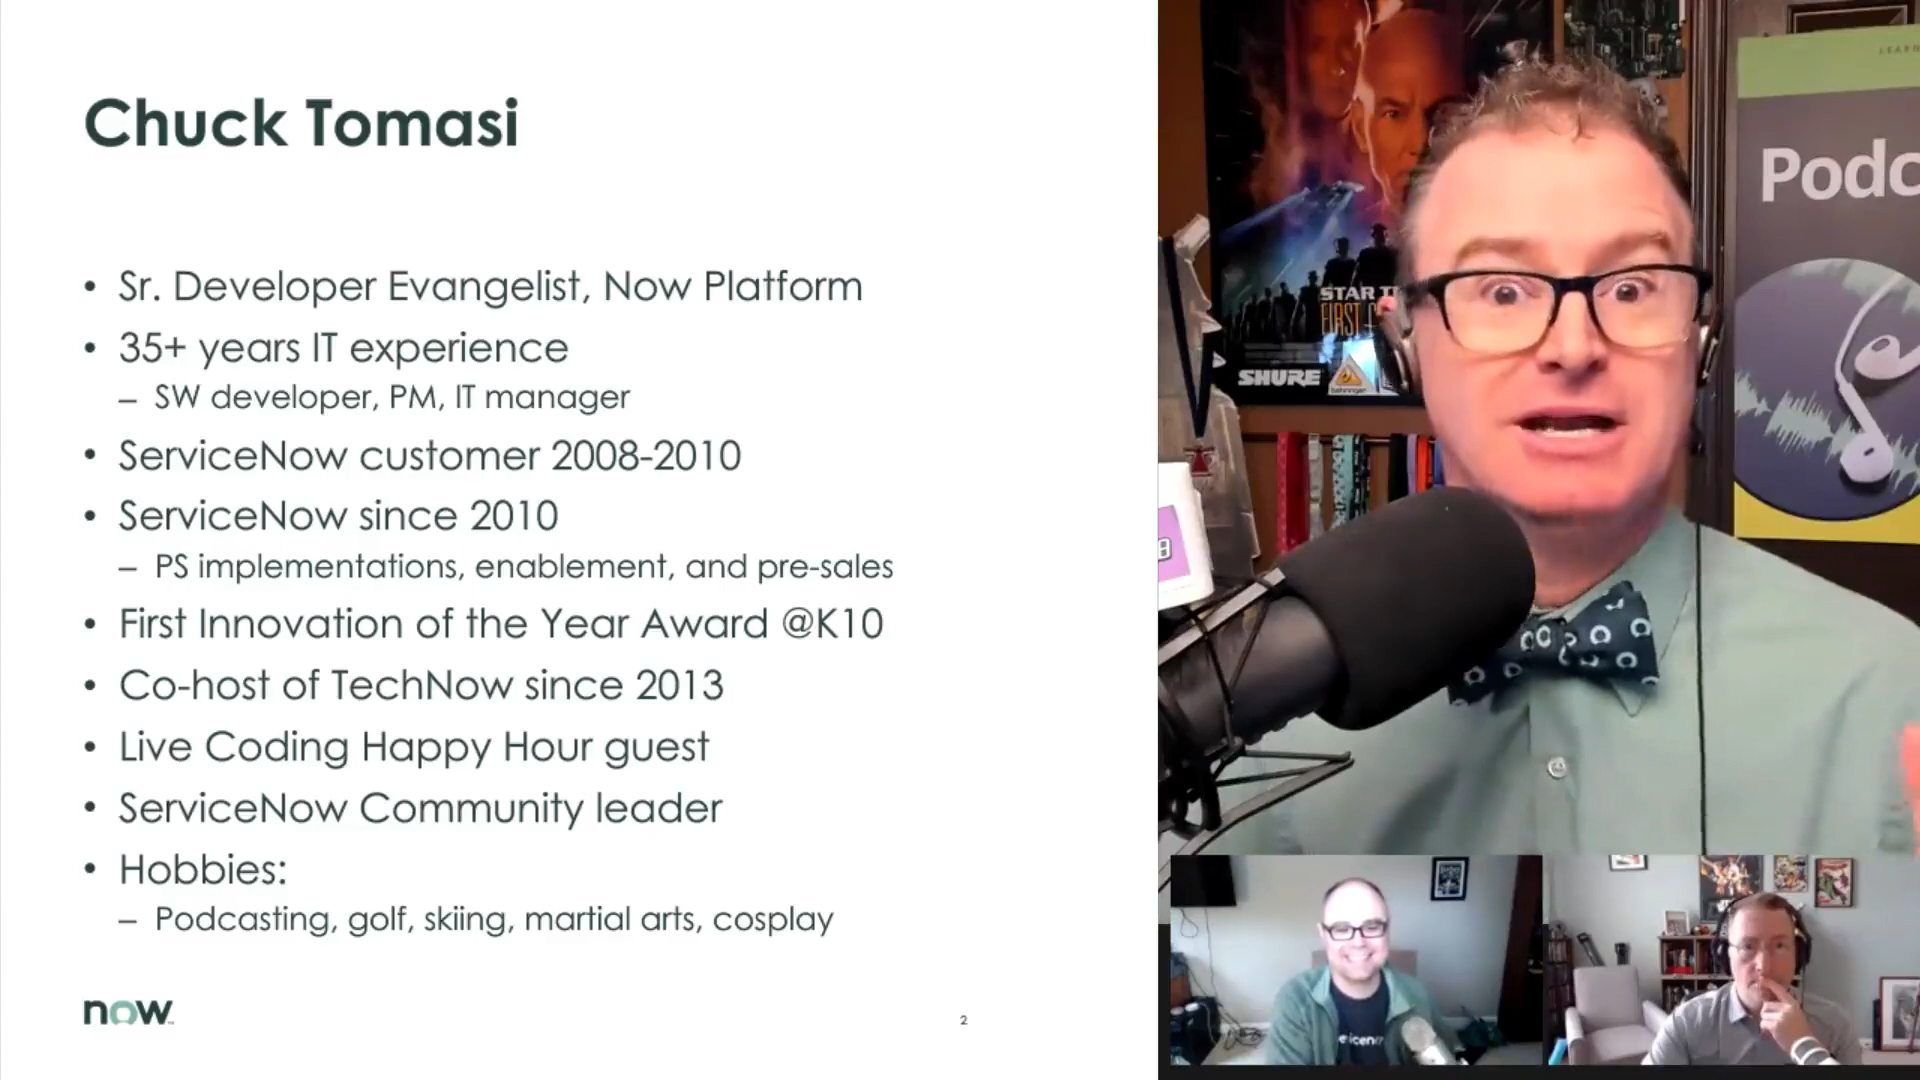 Chuck Tomasi
• Sr. Developer Evangelist, Now Platform
• 35+ years IT experience
– SW developer, PM, IT manager
• ServiceNow customer 2008-2010
• ServiceNow since 2010
– PS implementations, enablement, and pre-sales
• First Innovation of the Year Award @K10
• Co-host of TechNow since 2013
• Live Coding Happy Hour guest
• ServiceNow Community leader
• Hobbies:
– Podcasting, golf, skiing, martial arts, cosplay
now
2
STAR T
FIRST C
SHURE
behringer
Podc